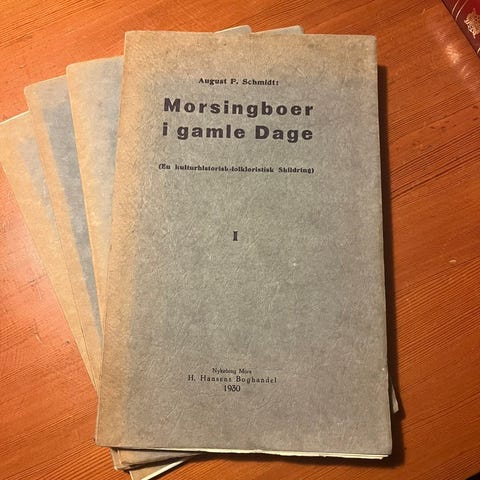 August F. Schmidt:
Morsingboer
i gamle Dage
(En kulturhistorisk-folkloristisk Skildring)
I
Nykøbing Mors
H. Hansens Boghandel
1930